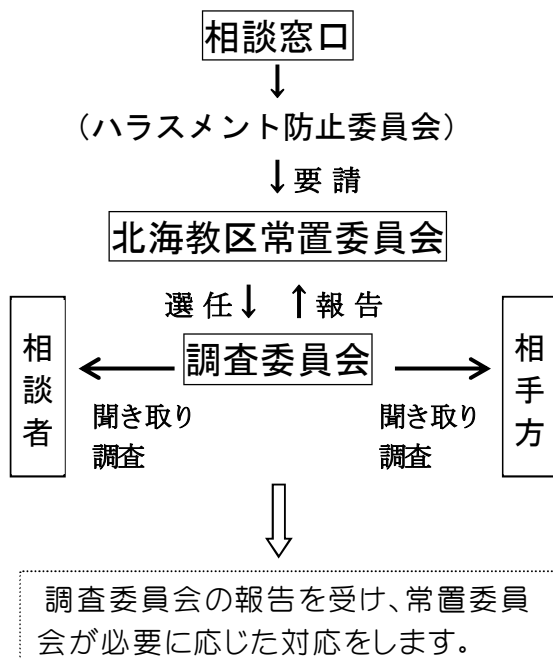 相談窓口
↓
（ハラスメント防止委員会）
↓要請
北海教区常置委員会
選任↓ ↑報告
調査委員会
相談者
相手方
聞き取り
調査
聞き取り
調査
調査委員会の報告を受け、常置委員
会が必要に応じた対応をします。